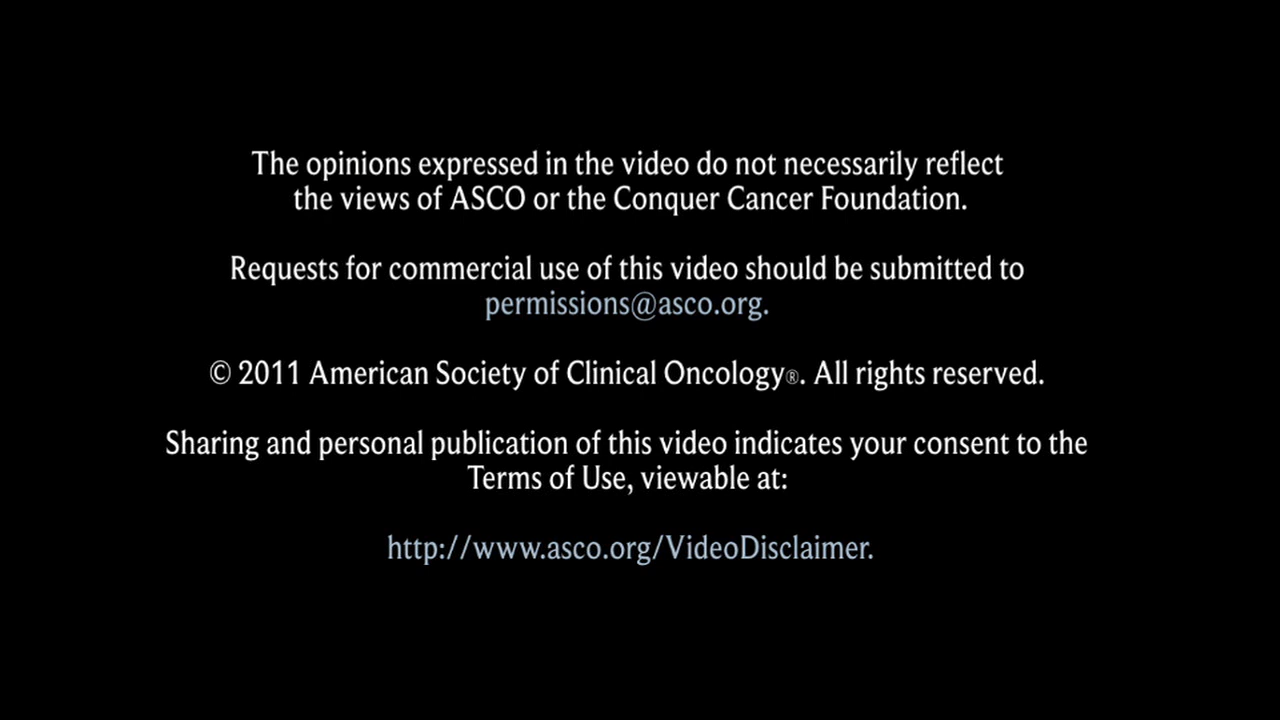 The opinions expressed in the video do not necessarily reflect
the views of ASCO or the Conquer Cancer Foundation.
Requests for commercial use of this video should be submitted to
permissions@asco.org.
© 2011 American Society of Clinical Oncology®. All rights reserved.
Sharing and personal publication of this video indicates your consent to the
Terms of Use, viewable at:
http://www.asco.org/VideoDisclaimer.